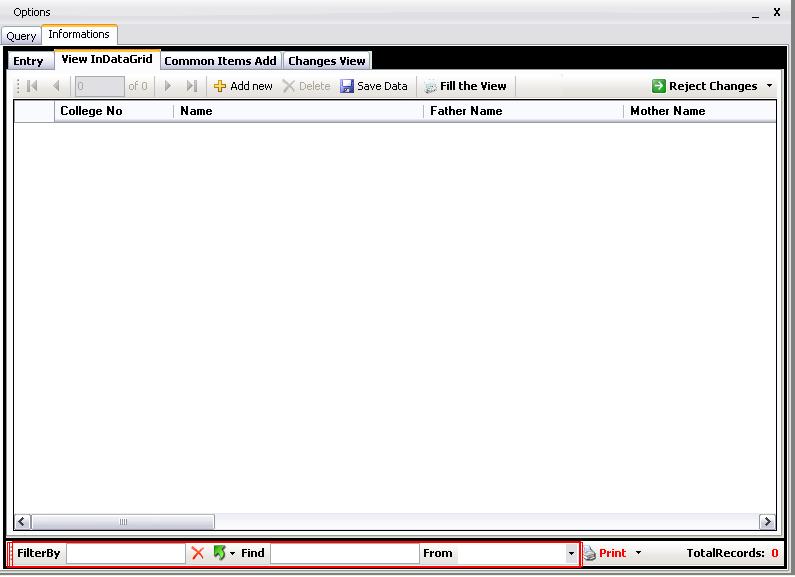 Options _ X
Query Informations
Entry View InDataGrid Common Items Add Changes View
0 of 0 Add new Delete Save Data Fill the View Reject Changes
College No Name Father Name Mother Name
FilterBy Find From Print TotalRecords: 0